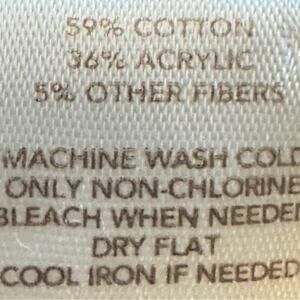 59% COTTON
36% ACRYLIC
5% OTHER FIBERS
MACHINE WASH COLD
ONLY NON-CHLORINE
BLEACH WHEN NEEDED
DRY FLAT
COOL IRON IF NEEDED